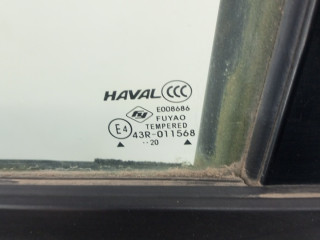 HAVAL CCC
E008686
FUYAO
E4 TEMPERED
43R-011568
··20